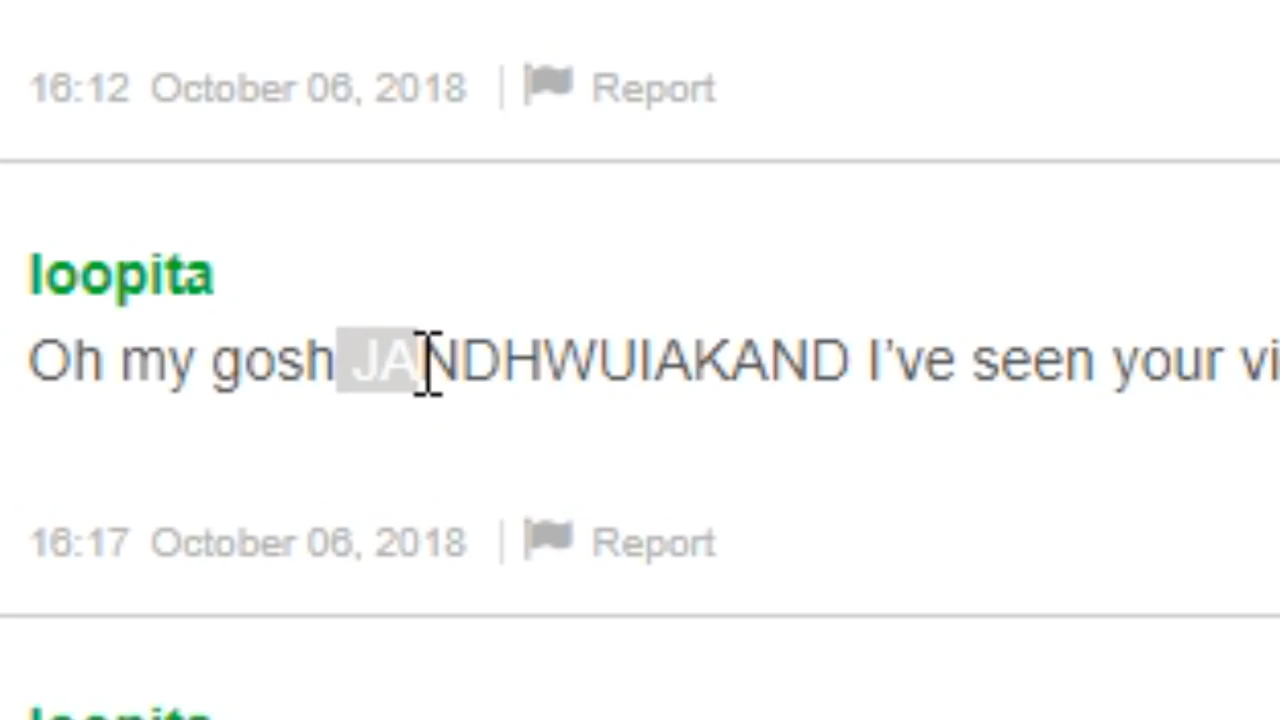 16:12 October 06, 2018 Report
loopita
Oh my gosh JANDHWUIAKAND I’ve seen your vi
16:17 October 06, 2018 Report
loopita